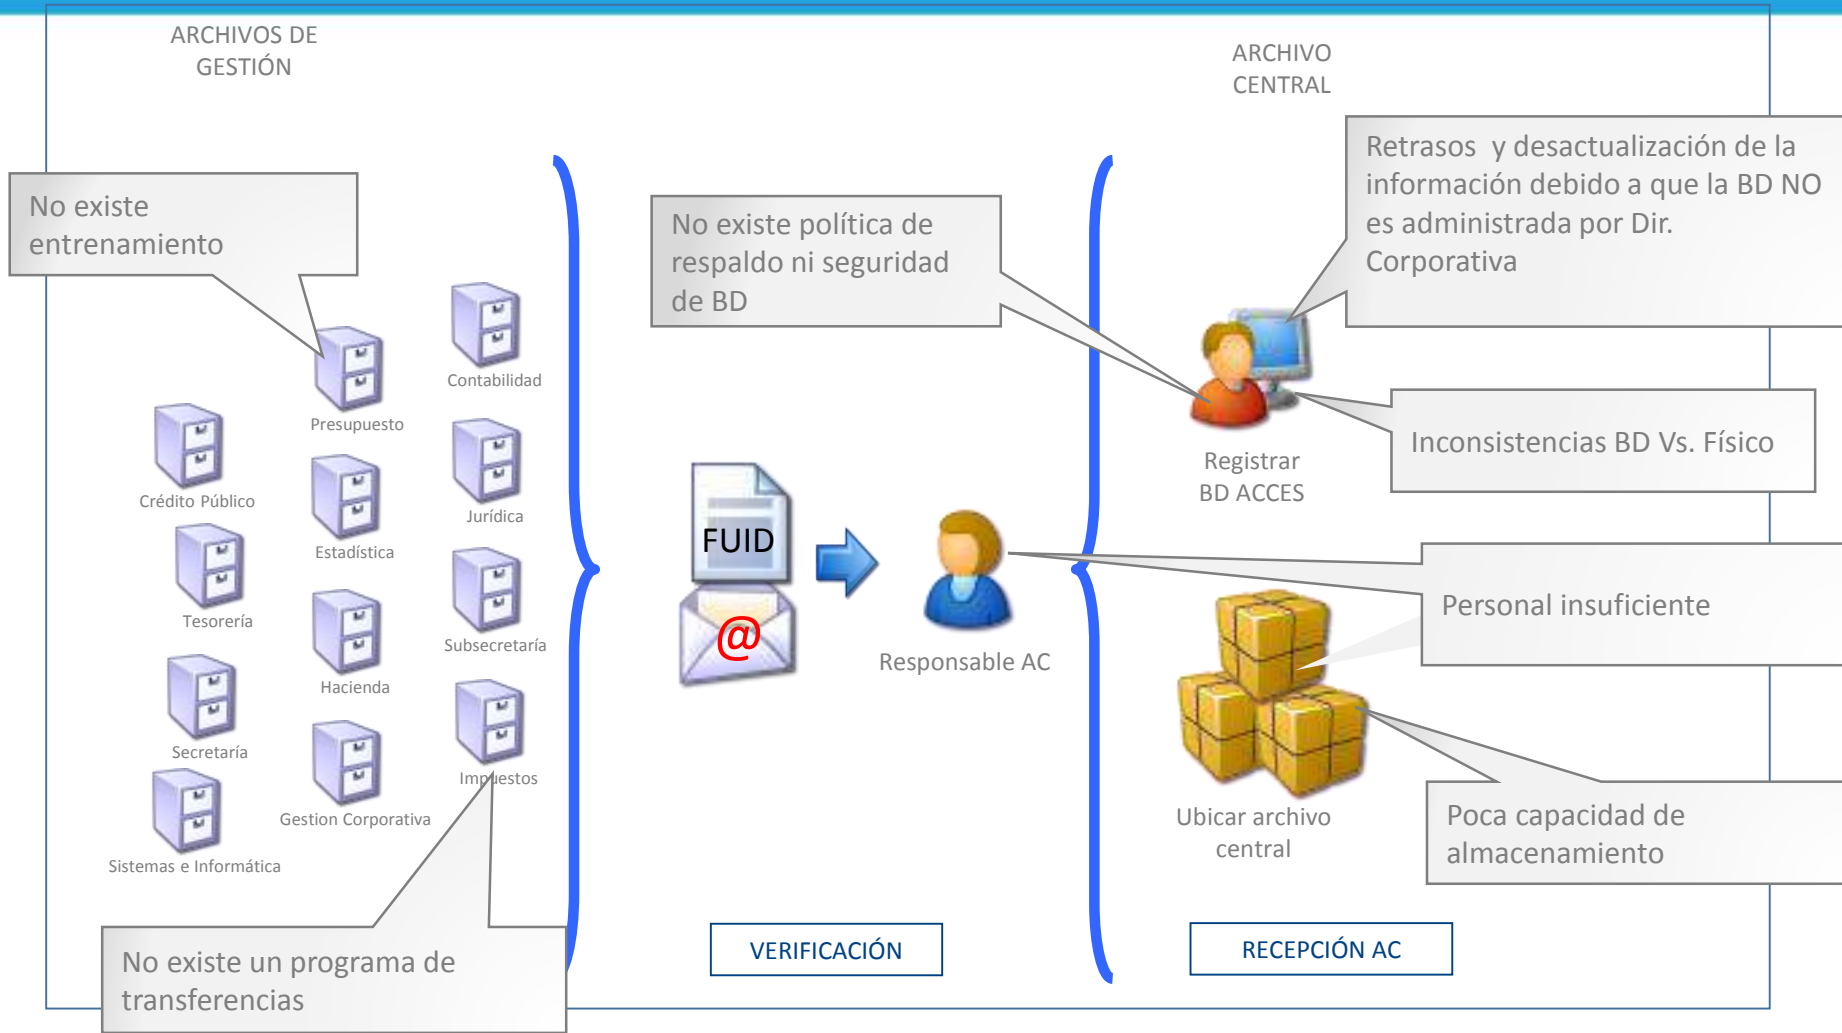 ARCHIVOS DE
GESTIÓN
ARCHIVO
CENTRAL
No existe
entrenamiento
Contabilidad
Presupuesto
Crédito Público
Jurídica
Estadística
Tesorería
Subsecretaría
Hacienda
Secretaría
Impuestos
Gestion Corporativa
Sistemas e Informática
No existe un programa de
transferencias
No existe política de
respaldo ni seguridad
de BD
FUID
@
Responsable AC
VERIFICACIÓN
Retrasos y desactualización de la
información debido a que la BD NO
es administrada por Dir.
Corporativa
Inconsistencias BD Vs. Físico
Registrar
BD ACCES
Personal insuficiente
Ubicar archivo
central
Poca capacidad de
almacenamiento
RECEPCIÓN AC